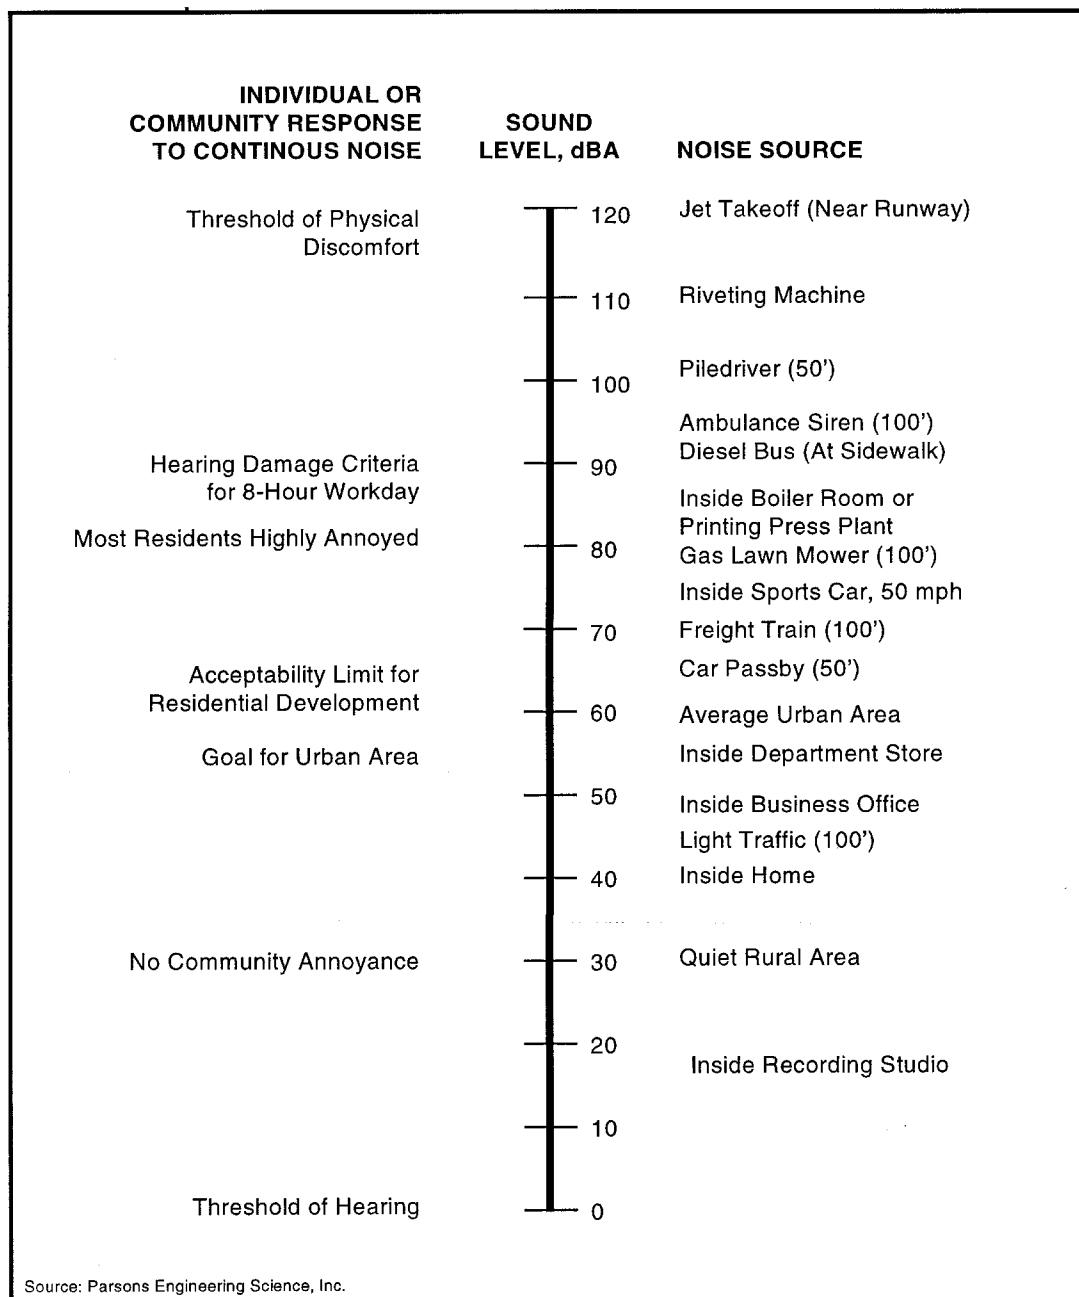 INDIVIDUAL OR
COMMUNITY RESPONSE
TO CONTINOUS NOISE
SOUND
LEVEL, dBA
NOISE SOURCE
Threshold of Physical
Discomfort
120
Jet Takeoff (Near Runway)
110
Riveting Machine
100
Piledriver (50')
Ambulance Siren (100')
Diesel Bus (At Sidewalk)
Hearing Damage Criteria
for 8-Hour Workday
90
Inside Boiler Room or
Printing Press Plant
Most Residents Highly Annoyed
80
Gas Lawn Mower (100')
Inside Sports Car, 50 mph
70
Freight Train (100')
Acceptability Limit for
Residential Development
Car Passby (50')
60
Average Urban Area
Goal for Urban Area
Inside Department Store
50
Inside Business Office
Light Traffic (100')
40
Inside Home
No Community Annoyance
30
Quiet Rural Area
20
Inside Recording Studio
10
Threshold of Hearing
0
Source: Parsons Engineering Science, Inc.